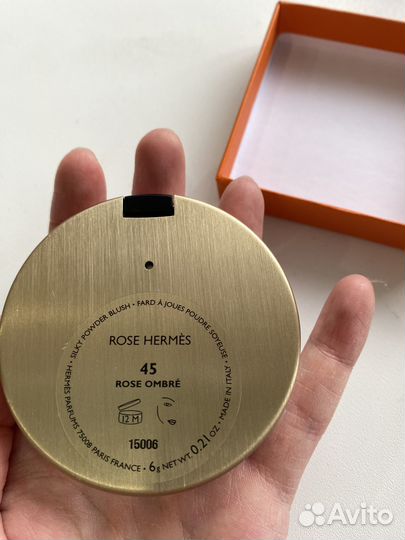 ROSE HERMÈS
45
ROSE OMBRÉ
12 M
15006
HERMÈS PARFUMS 75008 PARIS FRANCE • 6g NET WT. 0.21 OZ • MADE IN ITALY • SILKY POWDER BLUSH • FARD À JOUES POUDRE SOYEUSE •
Avito